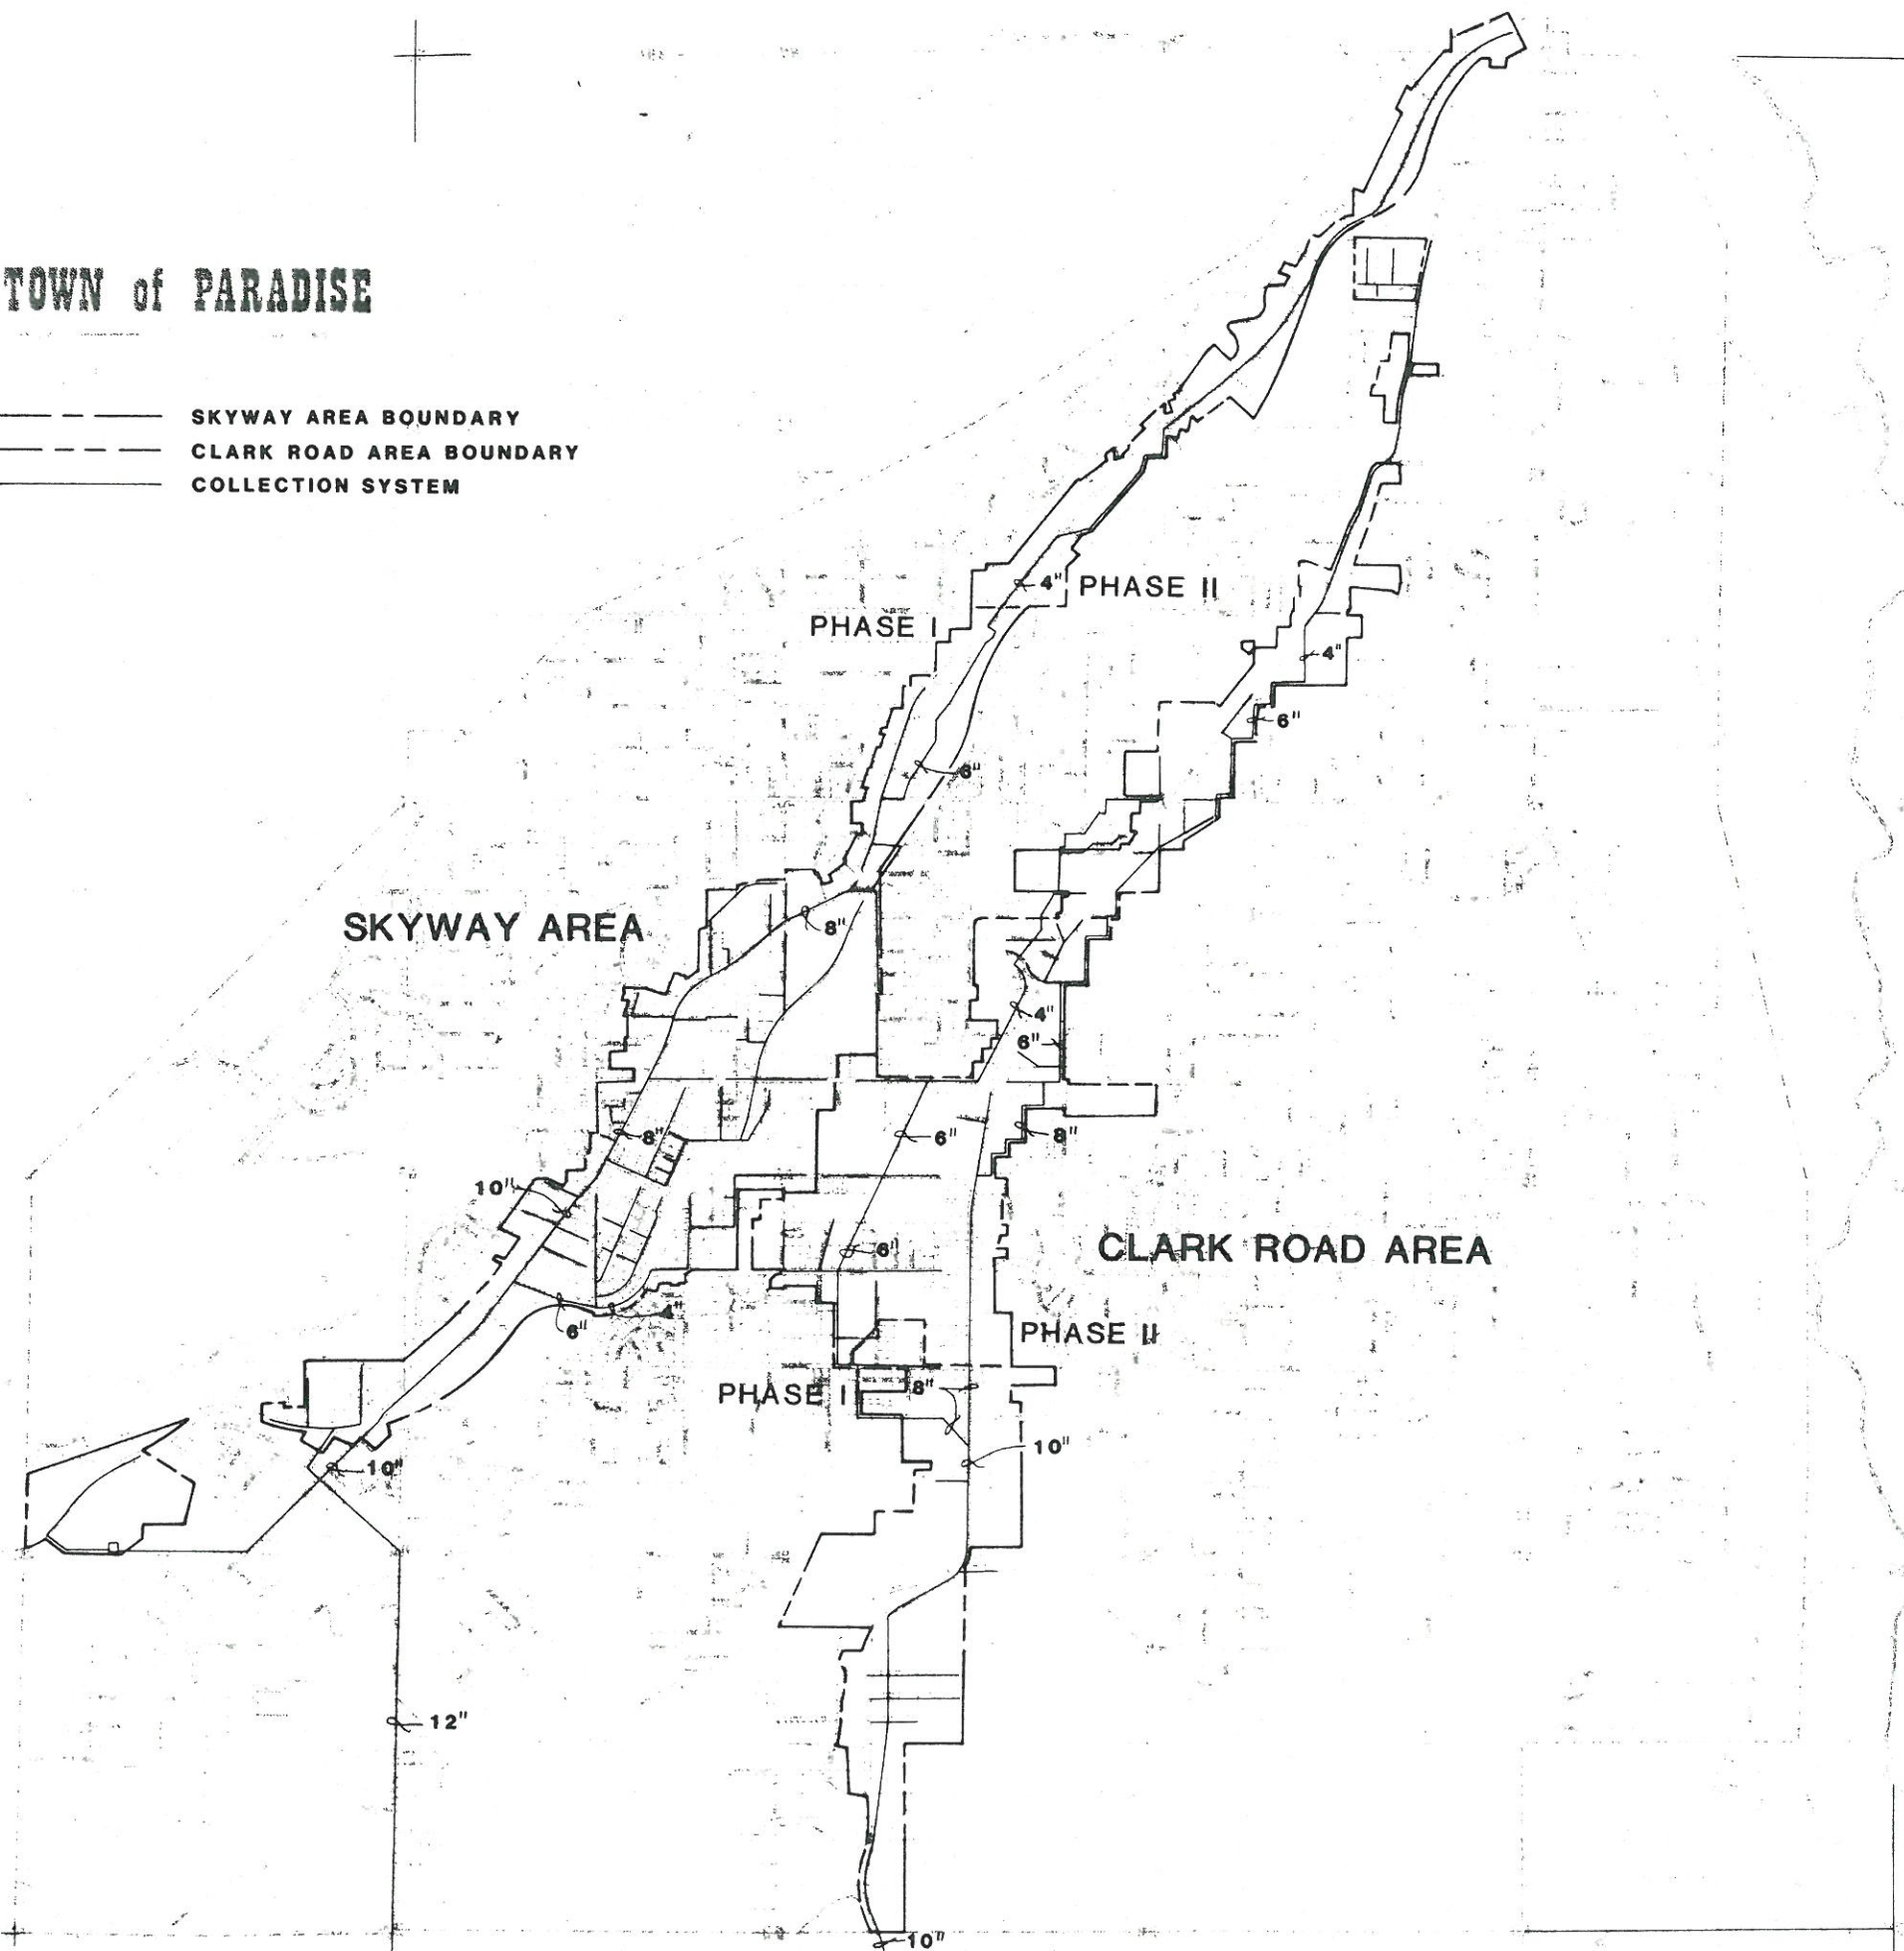 TOWN of PARADISE
SKYWAY AREA BOUNDARY
CLARK ROAD AREA BOUNDARY
COLLECTION SYSTEM
4"
PHASE II
PHASE I
4"
6"
6"
8"
SKYWAY AREA
4"
6"
8"
6"
8"
10"
6"
CLARK ROAD AREA
4"
6"
PHASE II
PHASE I
8"
10"
10"
12"
10"